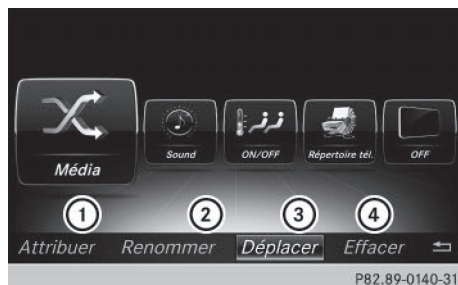 Média
Sound
ON/OFF
Répertoire tél.
OFF
1 2 3 4
Attribuer Renommer Déplacer Effacer
P82.89-0140-31